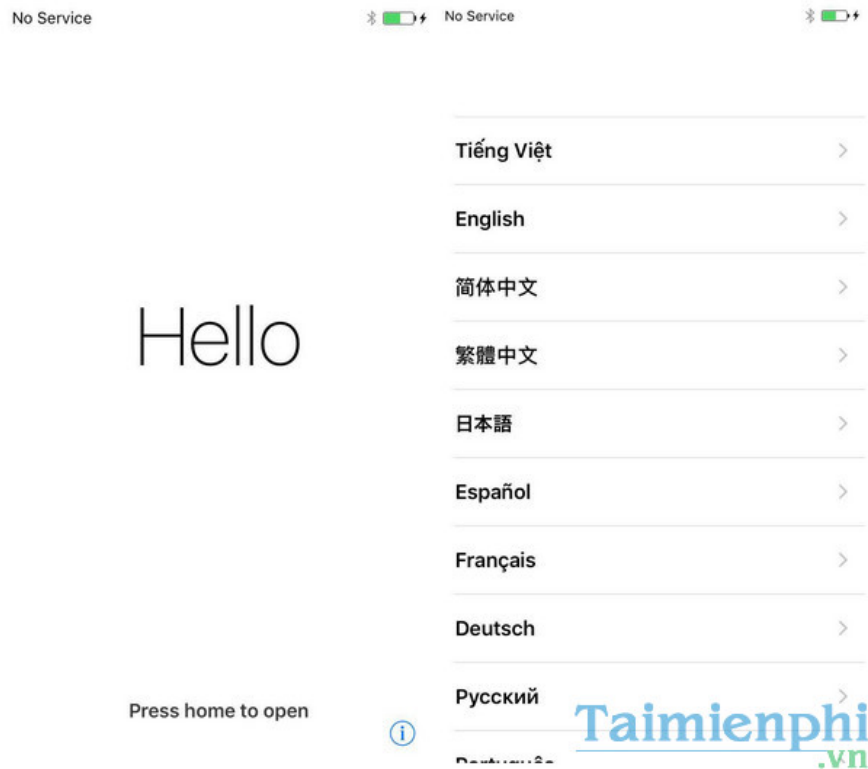 No Service
Hello
Press home to open
No Service
Tiếng Việt
English
简体中文
繁體中文
日本語
Español
Français
Deutsch
Русский
Português
Taimienphi
.vn